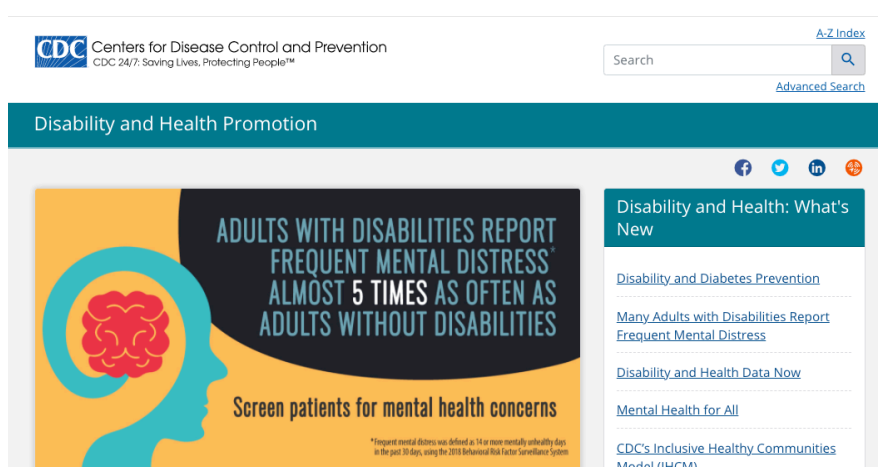 A-Z Index
CDC Centers for Disease Control and Prevention
CDC 24/7: Saving Lives, Protecting People™
Search
Advanced Search
Disability and Health Promotion
ADULTS WITH DISABILITIES REPORT
FREQUENT MENTAL DISTRESS*
ALMOST 5 TIMES AS OFTEN AS
ADULTS WITHOUT DISABILITIES
Screen patients for mental health concerns
*Frequent mental distress was defined as 14 or more mentally unhealthy days
in the past 30 days, using the 2018 Behavioral Risk Factor Surveillance System
Disability and Health: What's
New
Disability and Diabetes Prevention
Many Adults with Disabilities Report
Frequent Mental Distress
Disability and Health Data Now
Mental Health for All
CDC's Inclusive Healthy Communities
Model (IHCM)